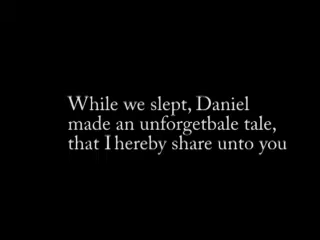 While we slept, Daniel
made an unforgetbale tale,
that I hereby share unto you